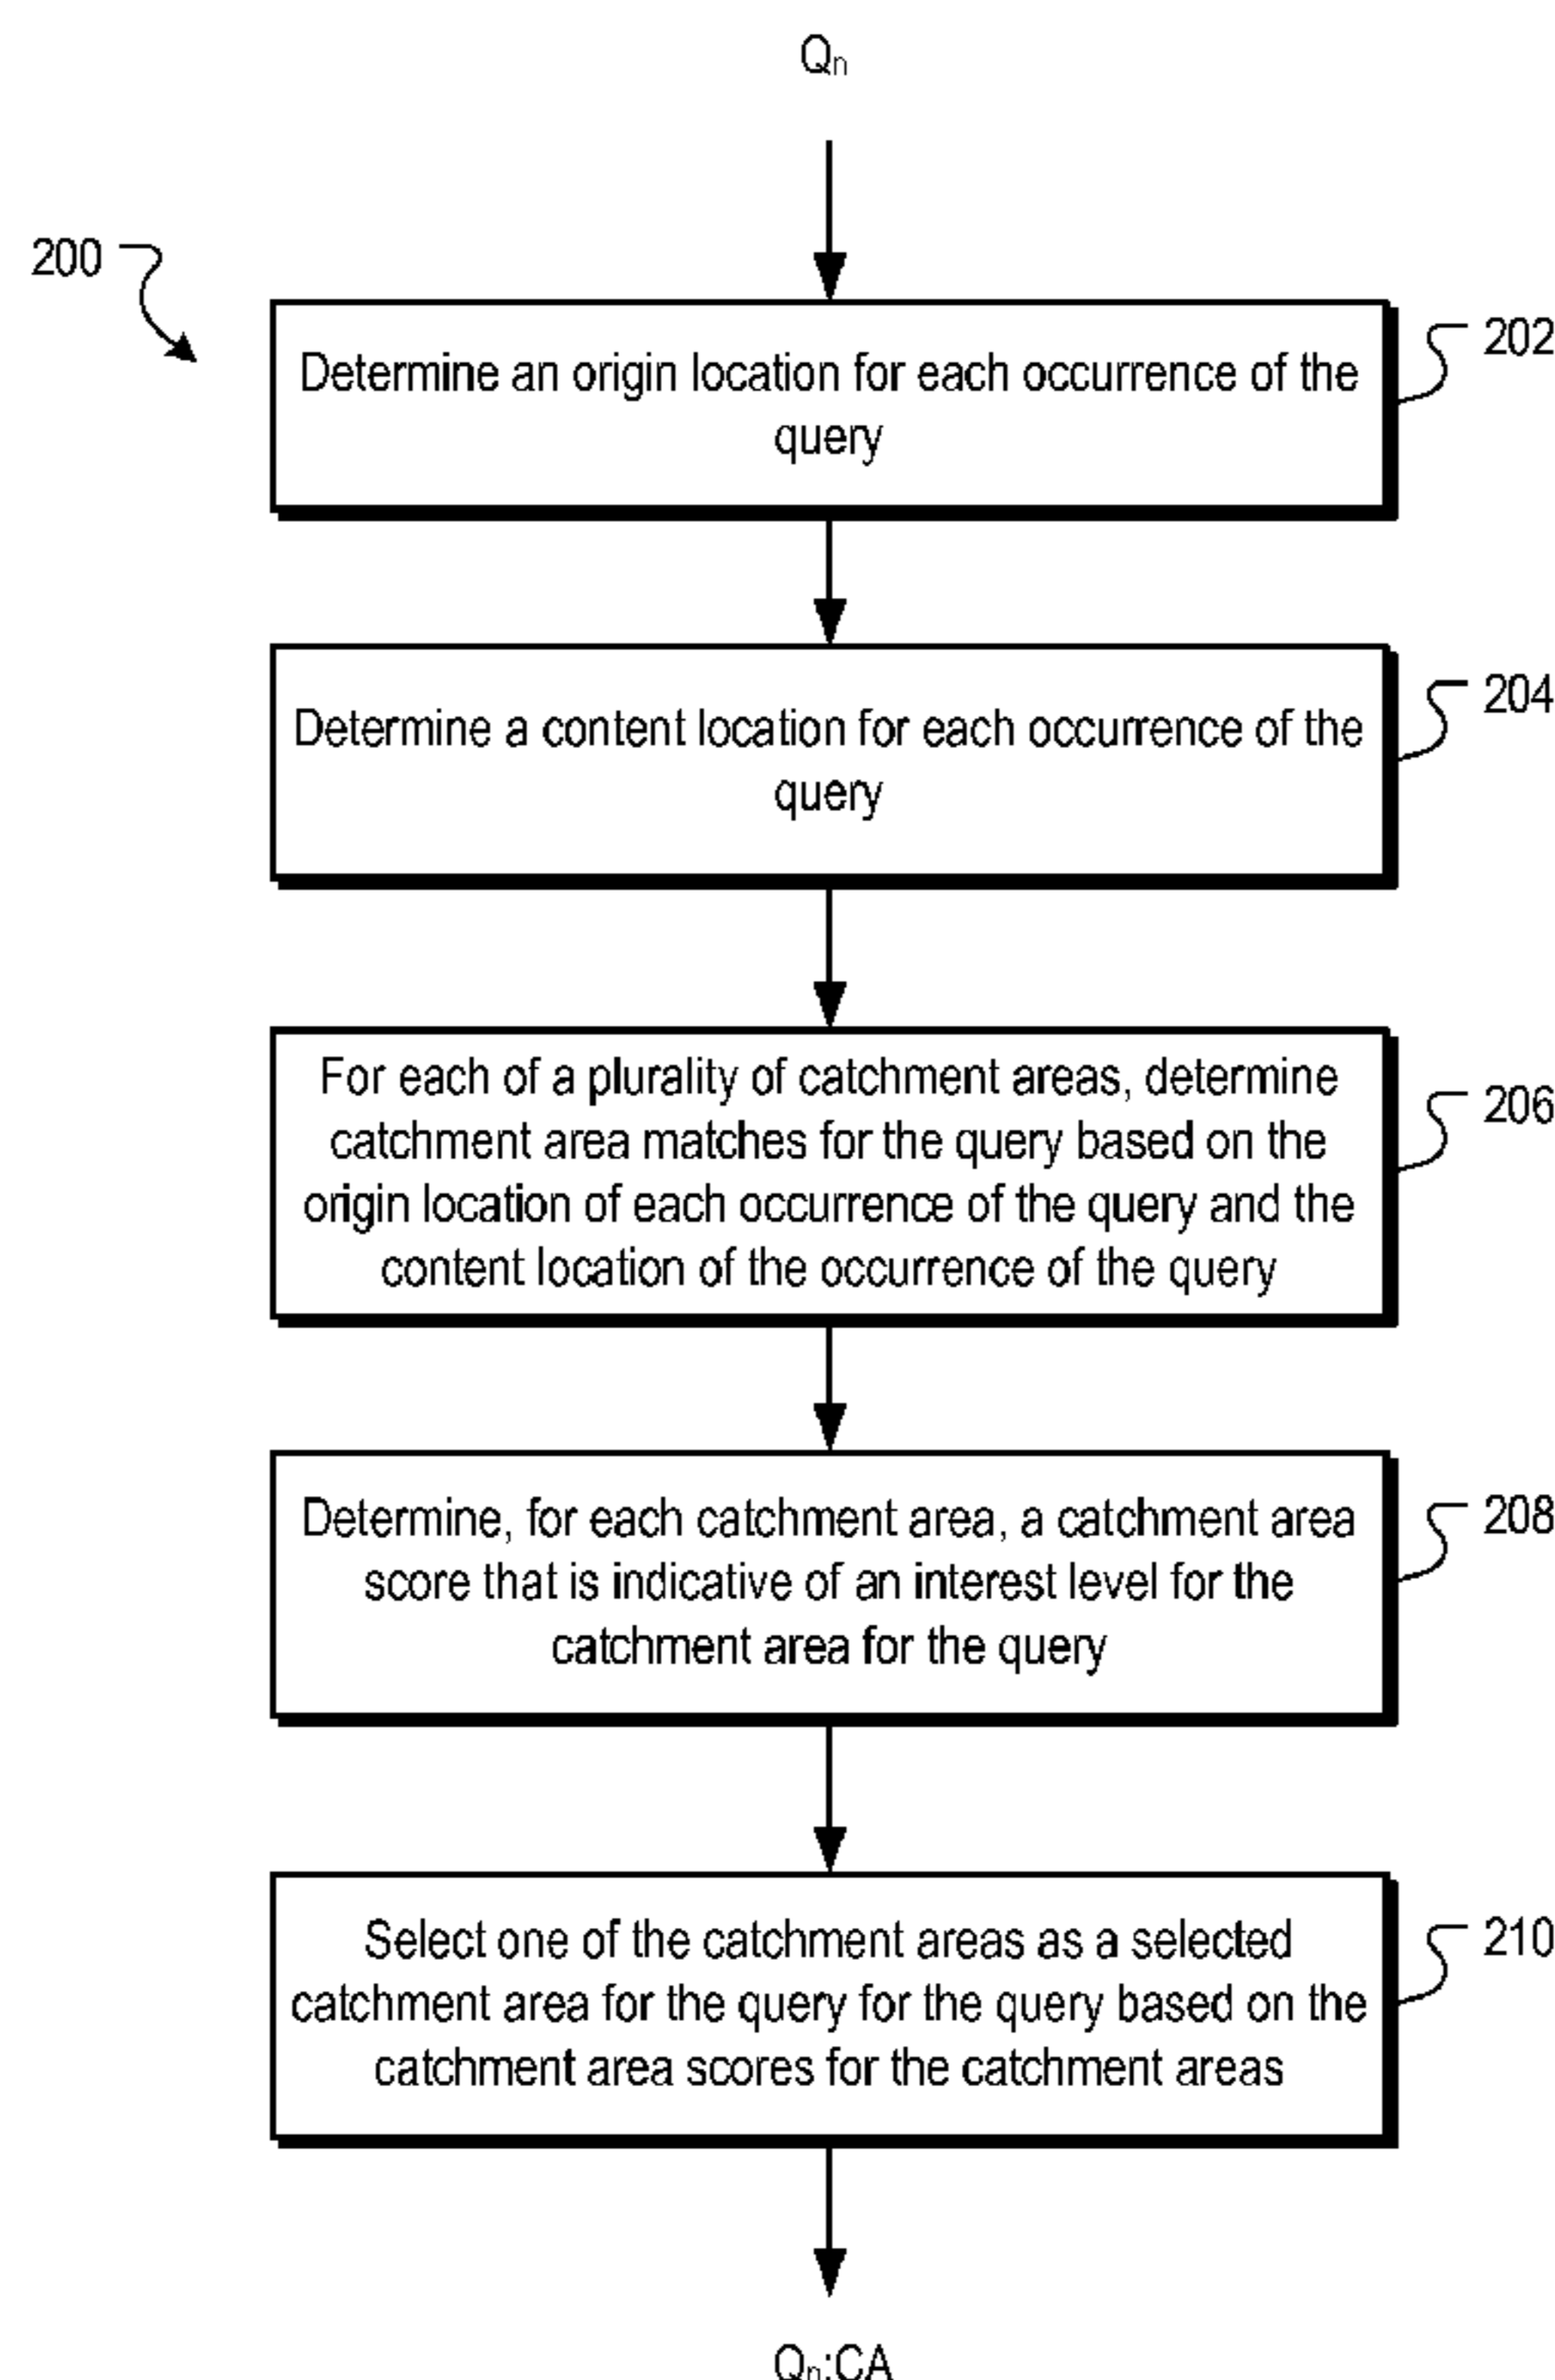 Qn
200
Determine an origin location for each occurrence of the
query
202
Determine a content location for each occurrence of the
query
204
For each of a plurality of catchment areas, determine
catchment area matches for the query based on the
origin location of each occurrence of the query and the
content location of the occurrence of the query
206
Determine, for each catchment area, a catchment area
score that is indicative of an interest level for the
catchment area for the query
208
Select one of the catchment areas as a selected
catchment area for the query for the query based on the
catchment area scores for the catchment areas
210
Qn:CA